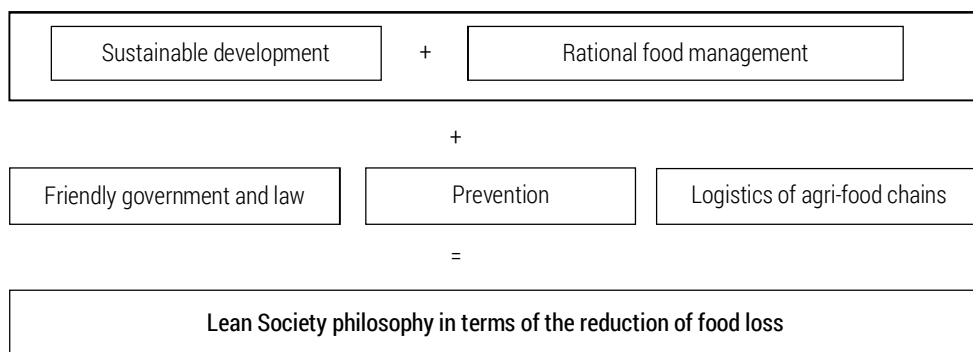 Sustainable development + Rational food management
+
Friendly government and law Prevention Logistics of agri-food chains
=
Lean Society philosophy in terms of the reduction of food loss